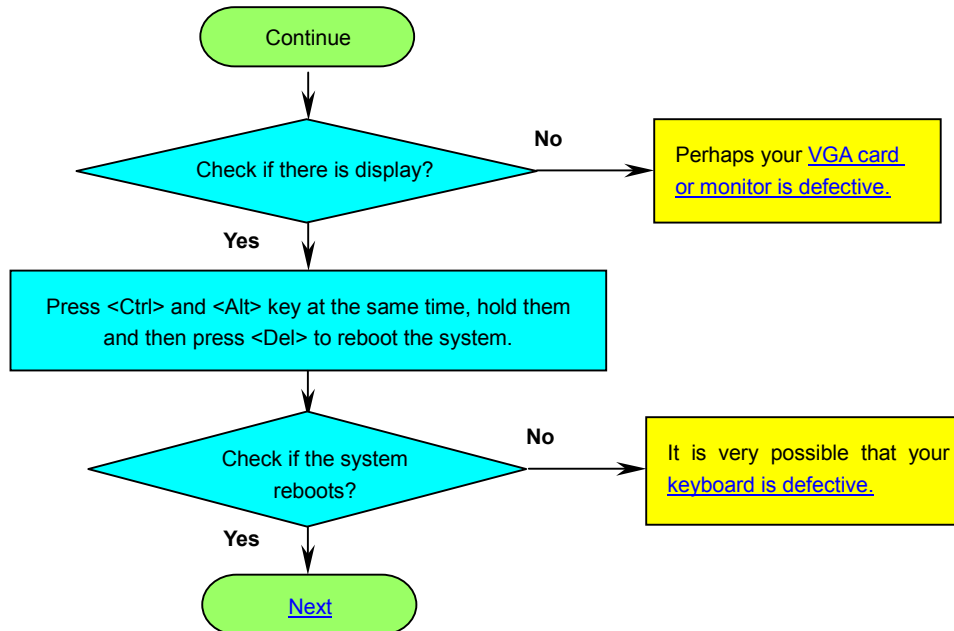 Continue
Check if there is display?
No
Perhaps your VGA card
or monitor is defective.
Yes
Press <Ctrl> and <Alt> key at the same time, hold them
and then press <Del> to reboot the system.
Check if the system
reboots?
No
It is very possible that your
keyboard is defective.
Yes
Next